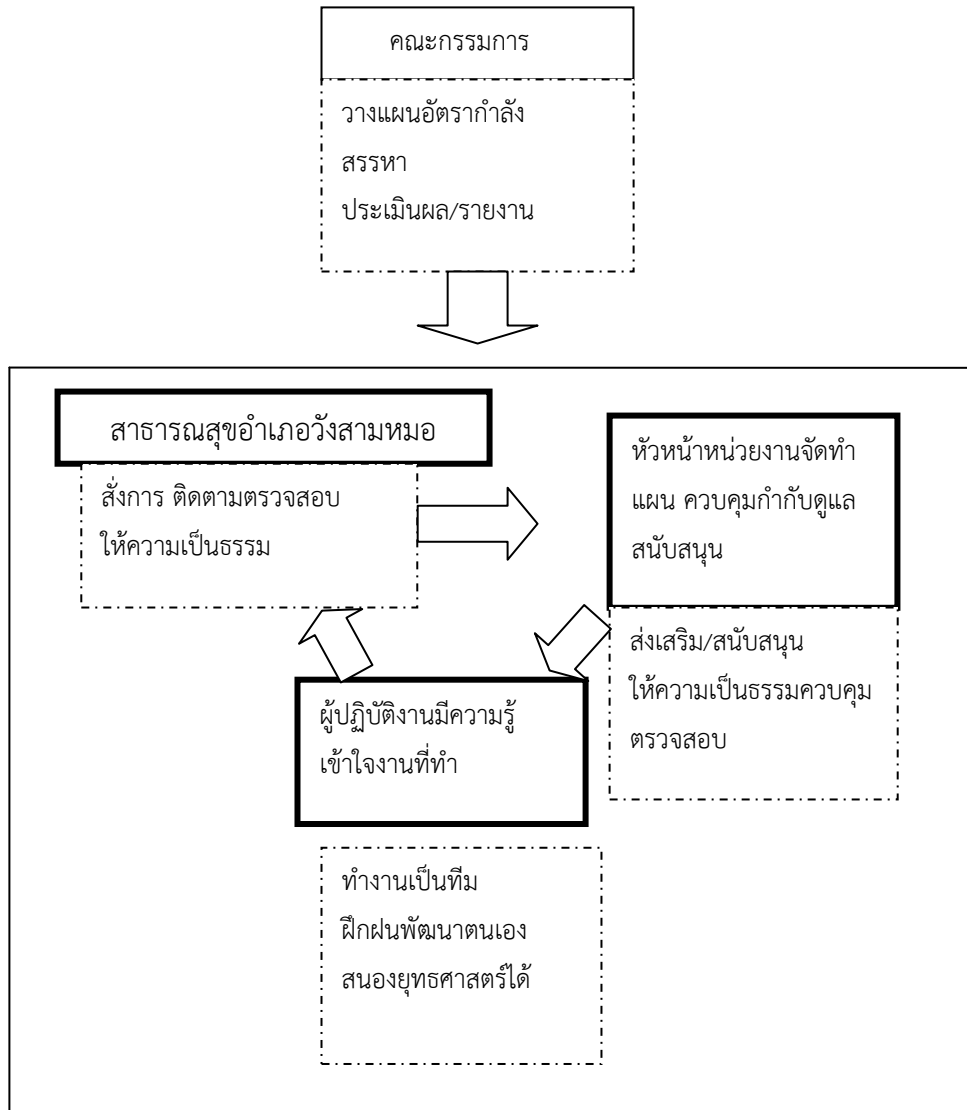 คณะกรรมการ
วางแผนอัตรากำลัง
สรรหา
ประเมินผล/รายงาน
สาธารณสุขอำเภอวังสามหมอ
สั่งการ ติดตามตรวจสอบ
ให้ความเป็นธรรม
หัวหน้าหน่วยงานจัดทำ
แผน ควบคุมกำกับดูแล
สนับสนุน
ส่งเสริม/สนับสนุน
ให้ความเป็นธรรมควบคุม
ตรวจสอบ
ผู้ปฏิบัติงานมีความรู้
เข้าใจงานที่ทำ
ทำงานเป็นทีม
ฝึกฝนพัฒนาตนเอง
สนองยุทธศาสตร์ได้